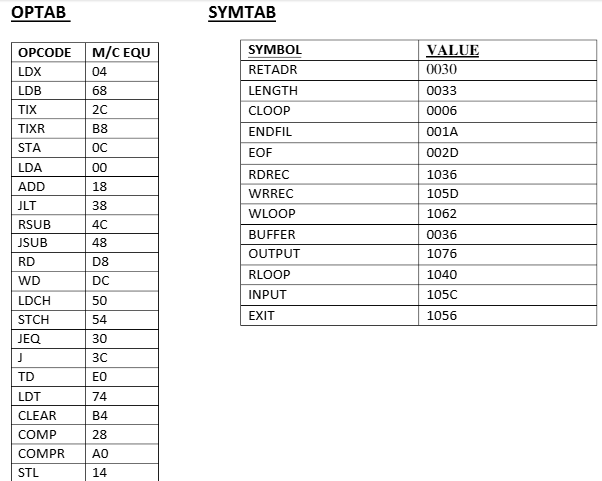 OPTAB SYMTAB
OPCODE M/C EQU
LDX 04
LDB 68
TIX 2C
TIXR B8
STA 0C
LDA 00
ADD 18
JLT 38
RSUB 4C
JSUB 48
RD D8
WD DC
LDCH 50
STCH 54
JEQ 30
J 3C
TD E0
LDT 74
CLEAR B4
COMP 28
COMPR A0
STL 14
SYMBOL VALUE
RETADR 0030
LENGTH 0033
CLOOP 0006
ENDFIL 001A
EOF 002D
RDREC 1036
WRREC 105D
WLOOP 1062
BUFFER 0036
OUTPUT 1076
RLOOP 1040
INPUT 105C
EXIT 1056